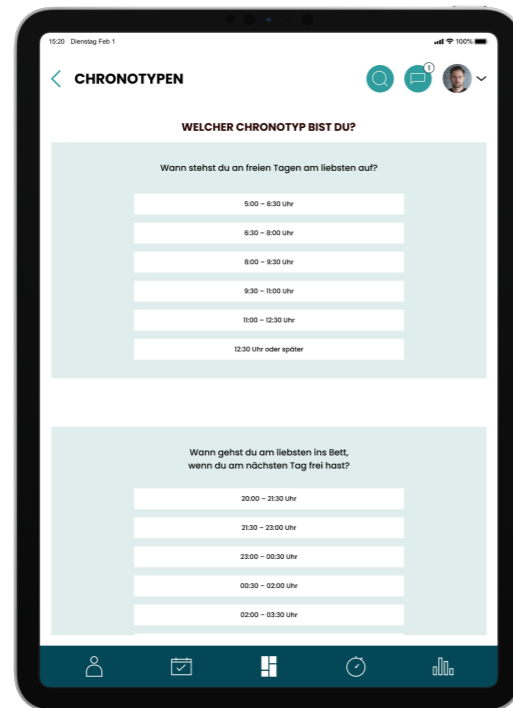 15:20 Dienstag Feb 1
100%
CHRONOTYPEN
1
WELCHER CHRONOTYP BIST DU?
Wann stehst du an freien Tagen am liebsten auf?
5:00 – 6:30 Uhr
6:30 – 8:00 Uhr
8:00 – 9:30 Uhr
9:30 – 11:00 Uhr
11:00 – 12:30 Uhr
12:30 Uhr oder später
Wann gehst du am liebsten ins Bett,
wenn du am nächsten Tag frei hast?
20:00 – 21:30 Uhr
21:30 – 23:00 Uhr
23:00 – 00:30 Uhr
00:30 – 02:00 Uhr
02:00 – 03:30 Uhr